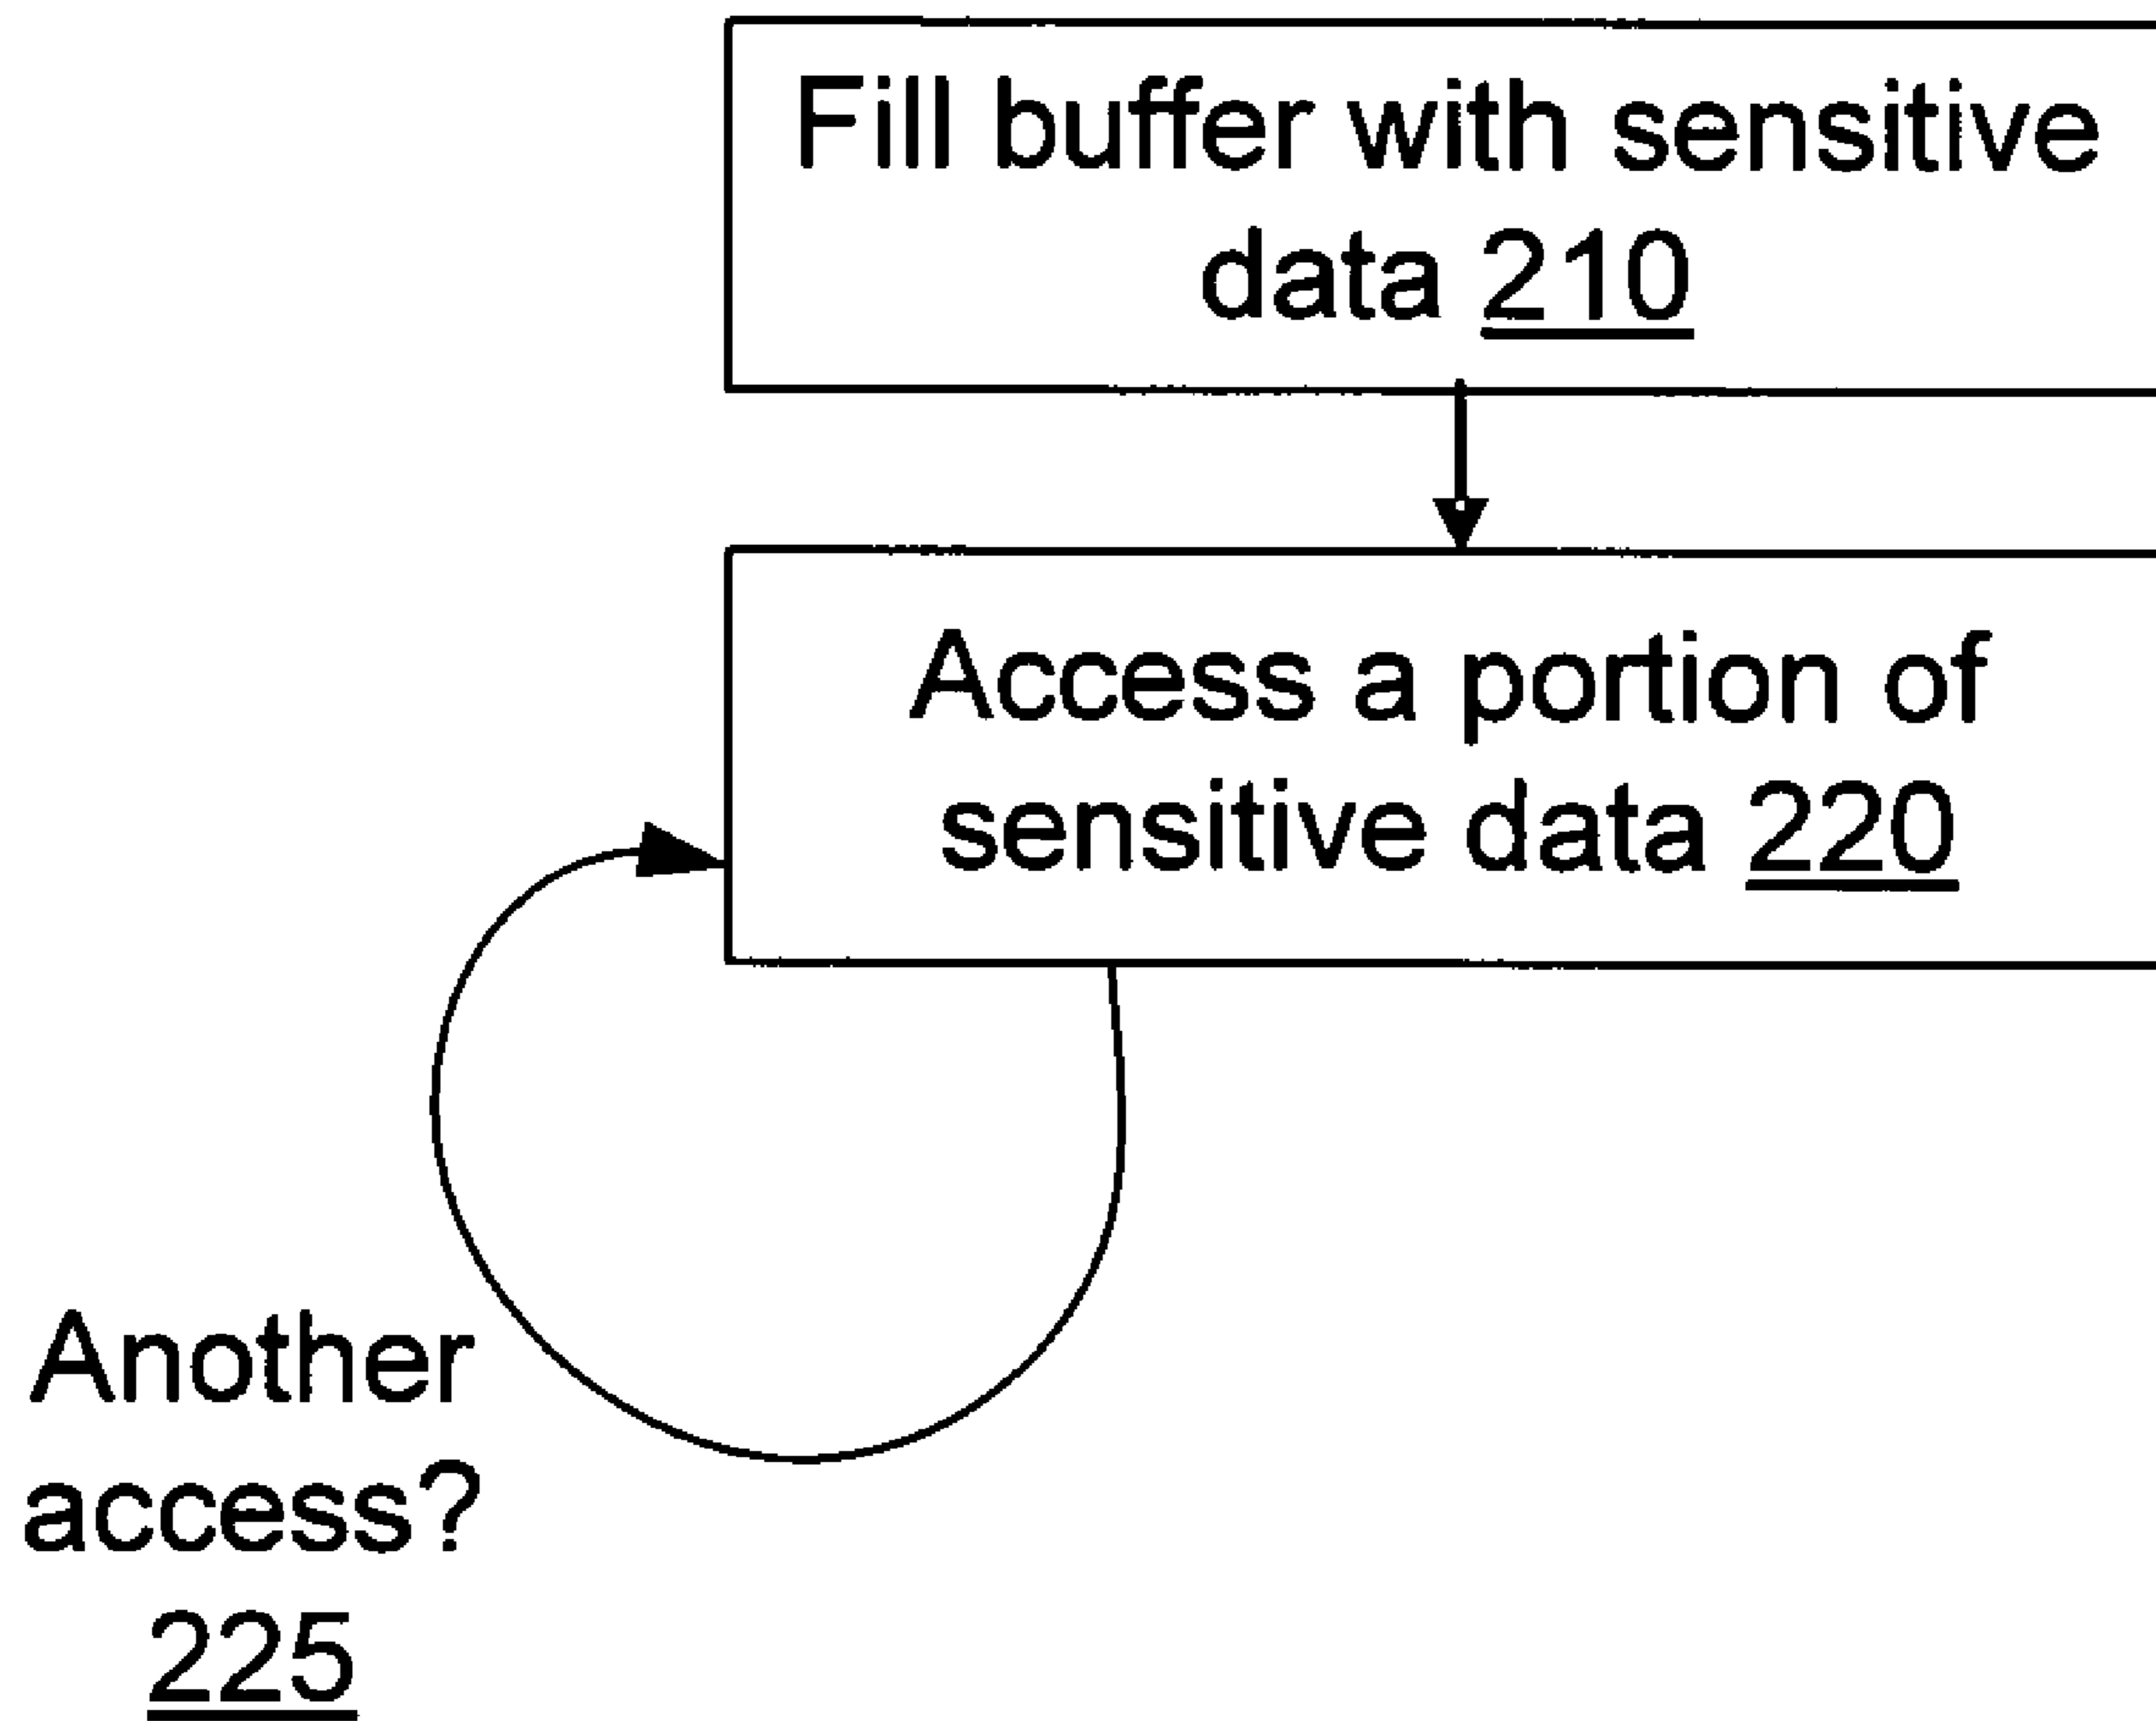 Fill buffer with sensitive
data 210
Access a portion of
sensitive data 220
Another
access?
225